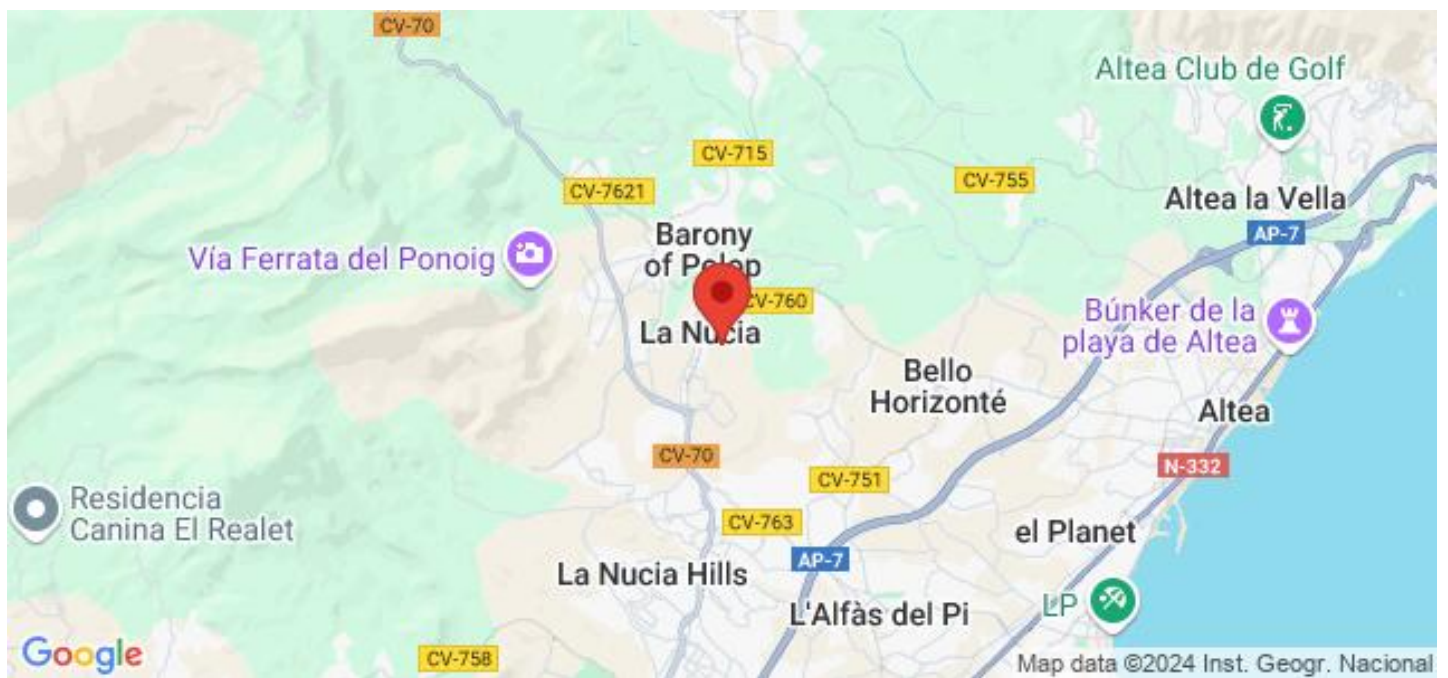 CV-70
Altea Club de Golf
CV-715
CV-755
CV-7621
Altea la Vella
AP-7
Barony
of Polop
Vía Ferrata del Ponoig
CV-760
La Nucia
Búnker de la
playa de Altea
Bello
Horizonté
Altea
CV-70
N-332
CV-751
Residencia
Canina El Realet
CV-763
el Planet
AP-7
La Nucia Hills
LP
L'Alfàs del Pi
Google
CV-758
Map data ©2024 Inst. Geogr. Nacional